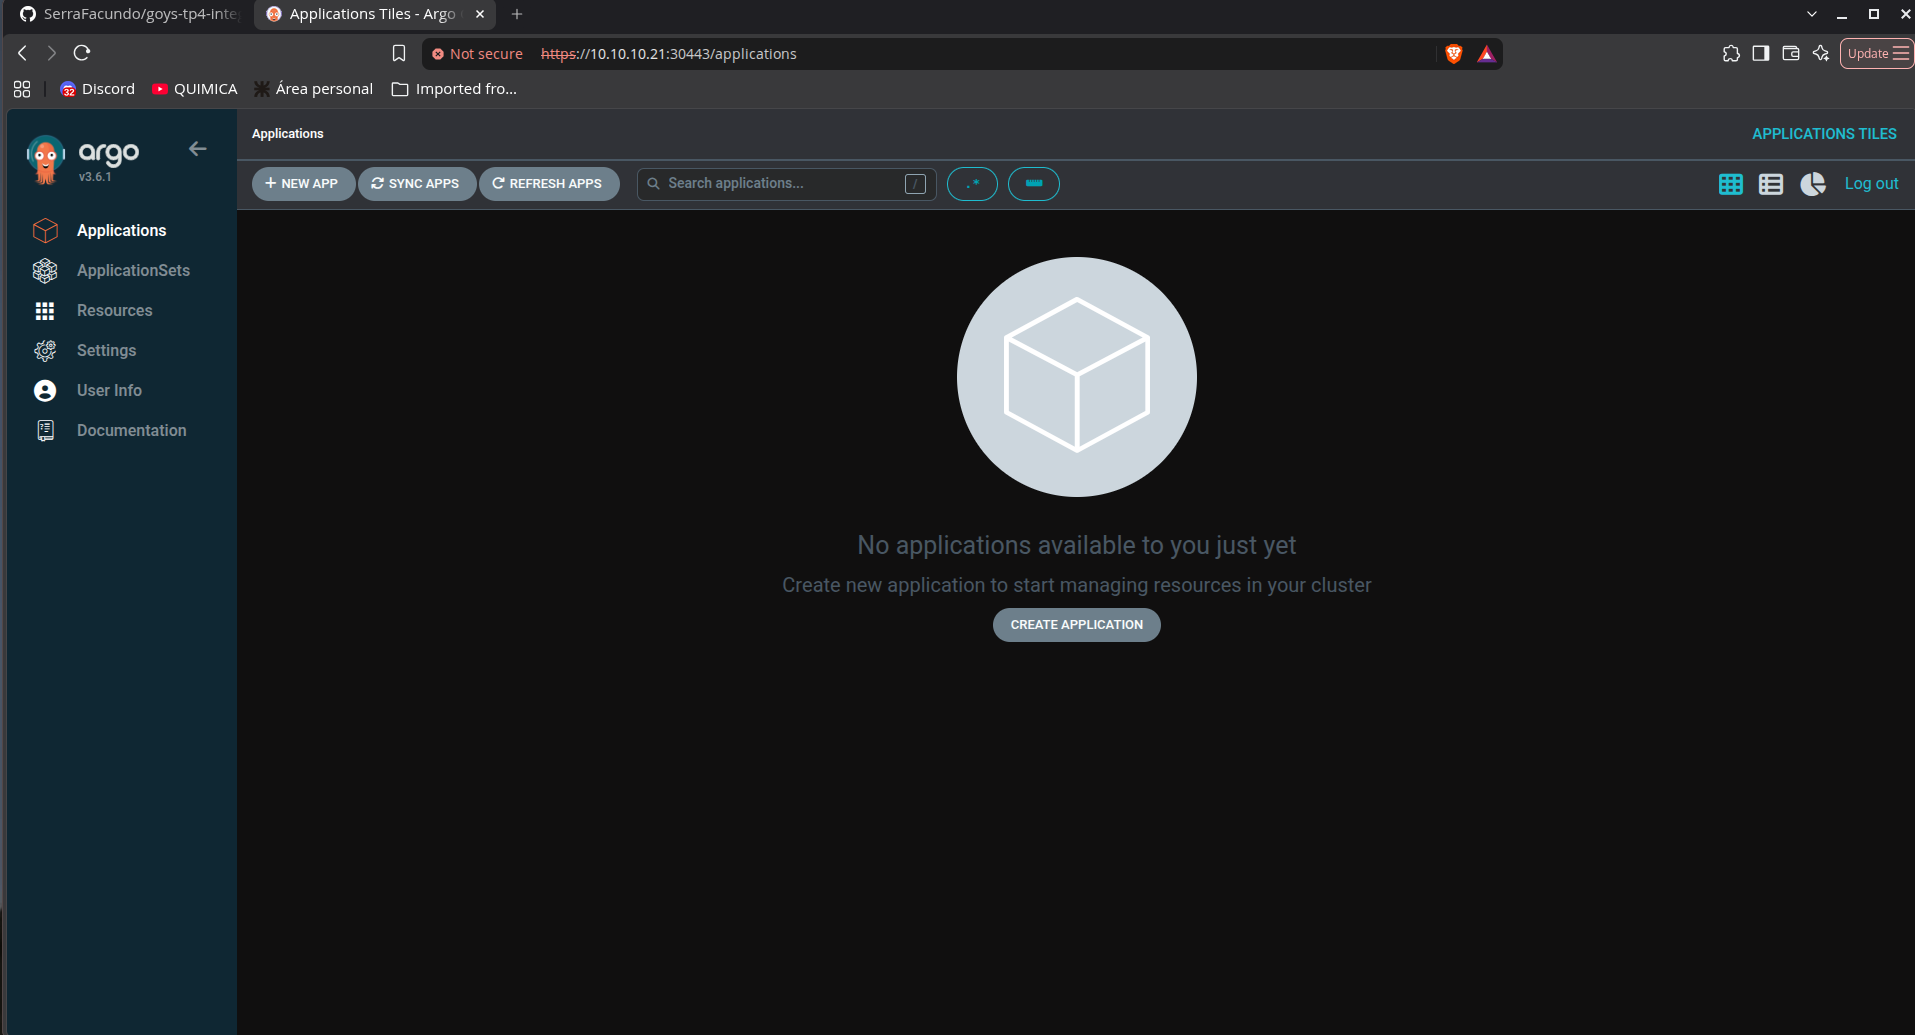 SerraFacundo/goys-tp4-inte
Applications Tiles - Argo
Not secure https://10.10.10.21:30443/applications
Update
32
Discord
QUIMICA
Área personal
Imported fro...
argo
v3.6.1
Applications
APPLICATIONS TILES
+ NEW APP
SYNC APPS
REFRESH APPS
Search applications...
/
.*
Log out
Applications
ApplicationSets
Resources
Settings
User Info
Documentation
No applications available to you just yet
Create new application to start managing resources in your cluster
CREATE APPLICATION